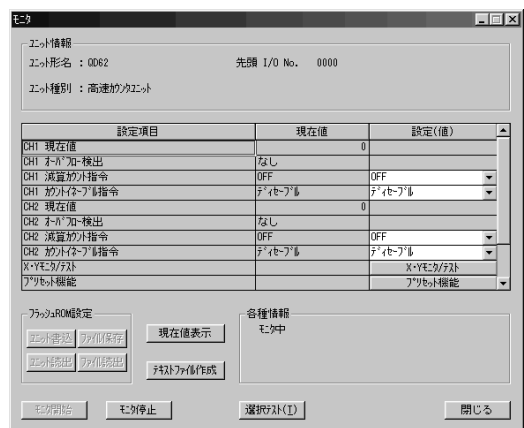 モニタ
ユニット情報
ユニット形名 : QD62 先頭 I/O No. 0000
ユニット種別 : 高速カウンタユニット
設定項目 現在値 設定(値)
CH1 現在値 0
CH1 オーバフロー検出 なし
CH1 減算カウント指令 OFF OFF
CH1 カウントイネーブル指令 ディセーブル ディセーブル
CH2 現在値 0
CH2 オーバフロー検出 なし
CH2 減算カウント指令 OFF OFF
CH2 カウントイネーブル指令 ディセーブル ディセーブル
X・Yモニタ/テスト X・Yモニタ/テスト
プリセット機能 プリセット機能
フラッシュROM設定
ユニット書込 ファイル保存
ユニット読出 ファイル読出
現在値表示
テキストファイル作成
各種情報
モニタ中
モニタ開始 モニタ停止 選択テスト(T) 閉じる